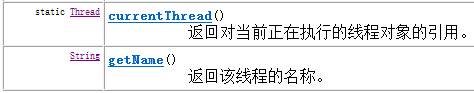 static Thread
currentThread()
返回对当前正在执行的线程对象的引用。
String
getName()
返回该线程的名称。